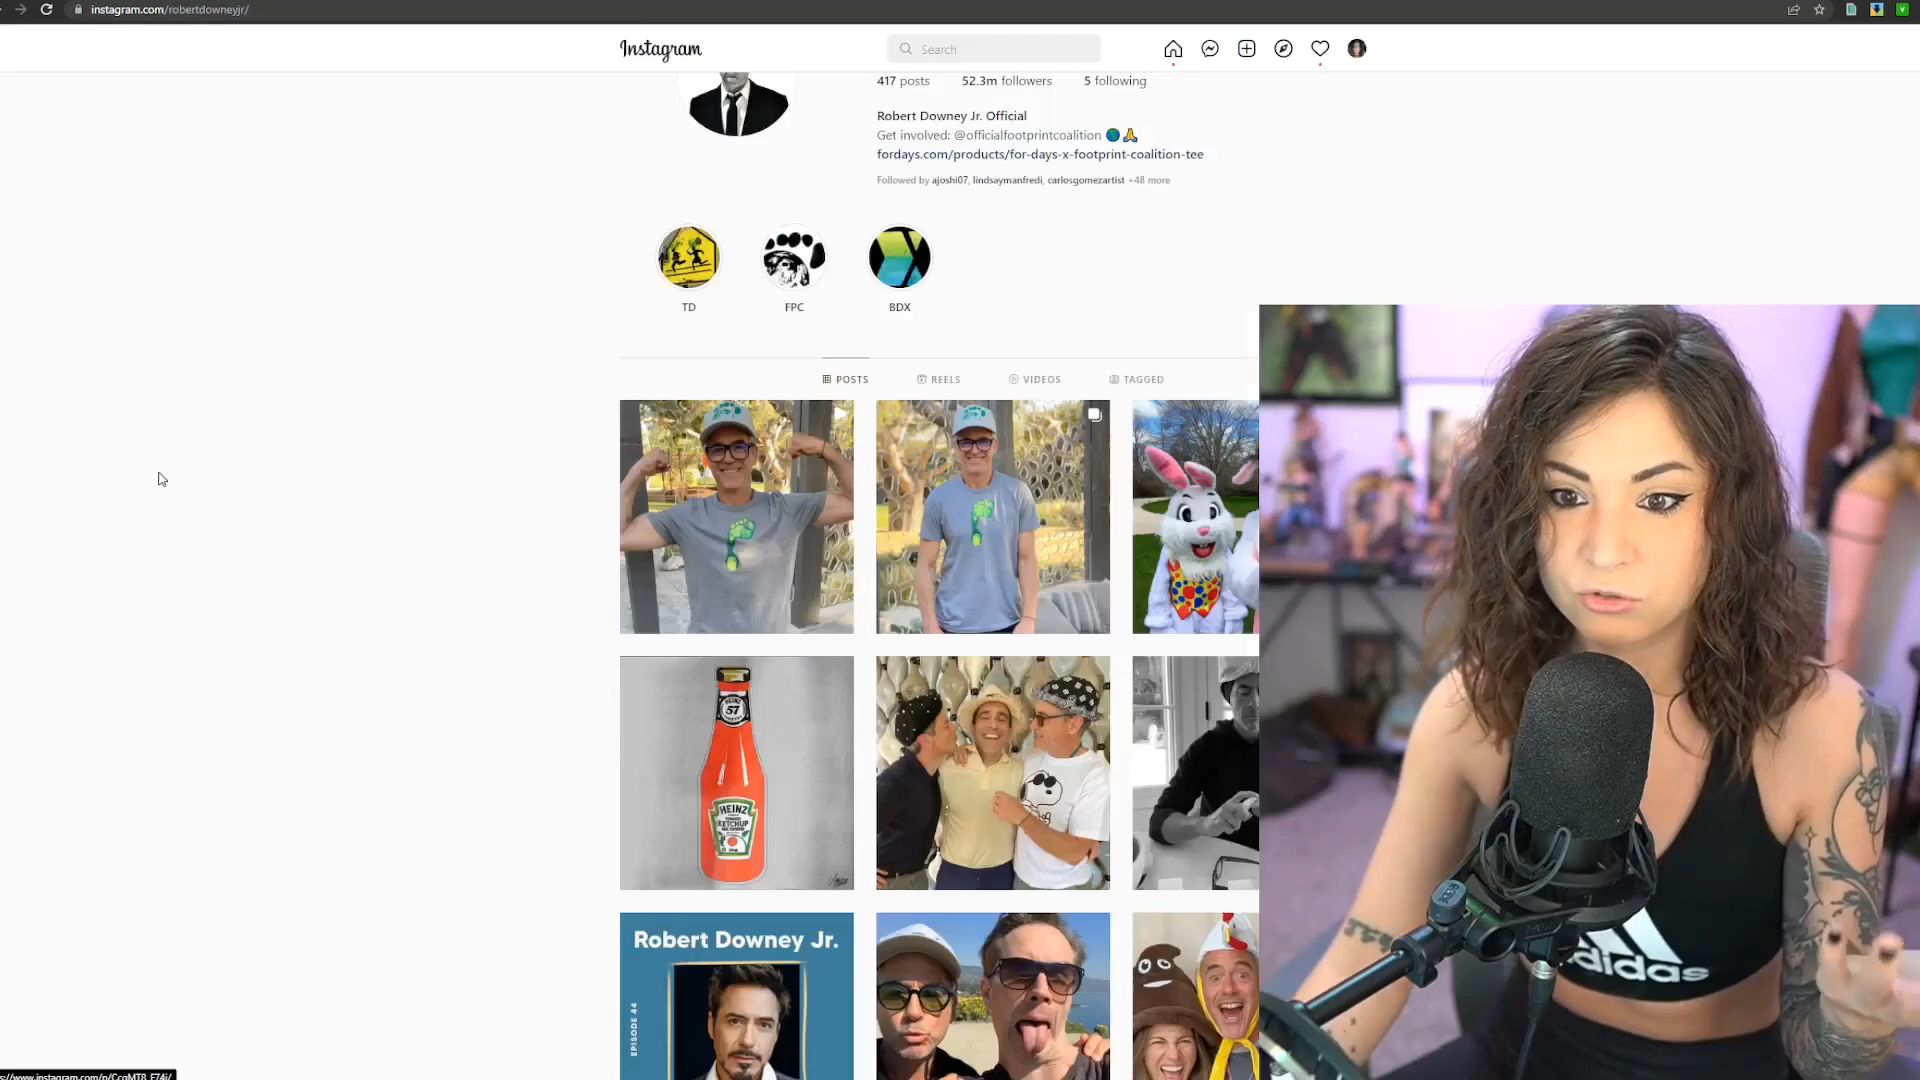 instagram.com/robertdowneyjr/
Instagram
Search
417 posts 52.3m followers 5 following
Robert Downey Jr. Official
Get involved: @officialfootprintcoalition
fordays.com/products/for-days-x-footprint-coalition-tee
Followed by ajoshi07, lindsaymanfredi, carlosgomezartist +48 more
TD FPC BDX
POSTS REELS VIDEOS TAGGED
HEINZ
57
HEINZ
TOMATO
KETCHUP
Robert Downey Jr.
EPISODE 44
adidas